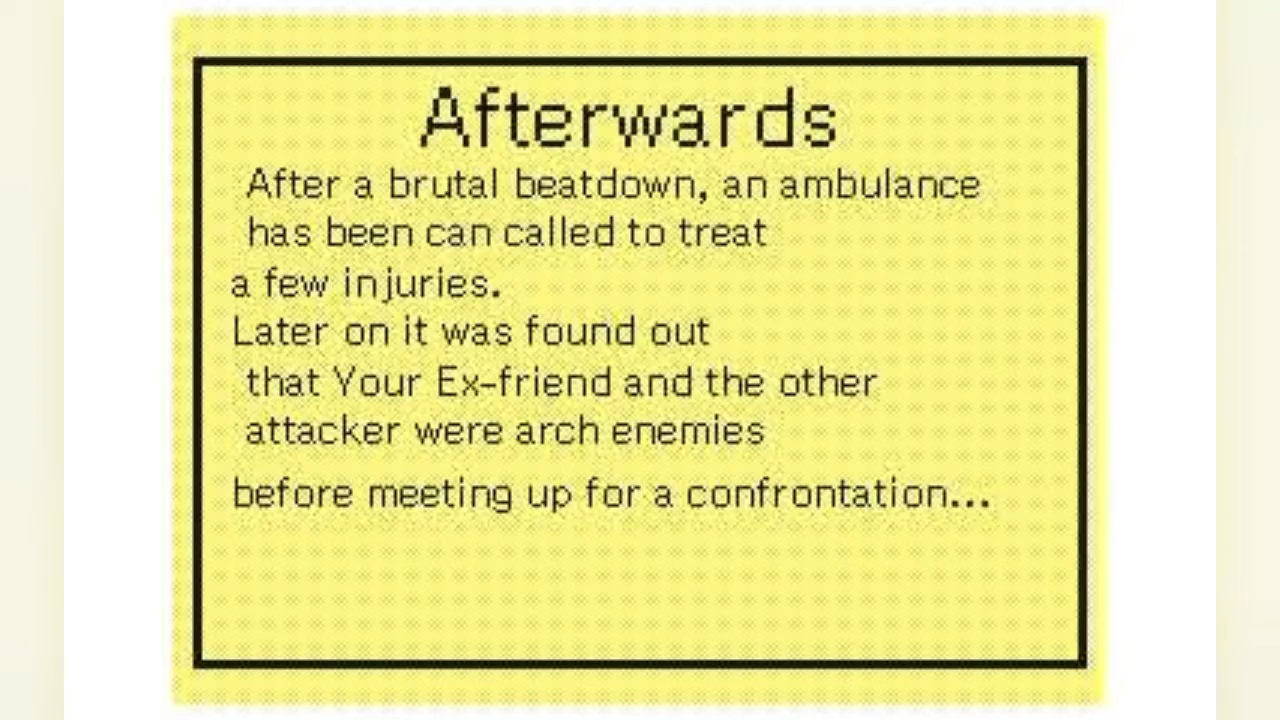 Afterwards
After a brutal beatdown, an ambulance
has been can called to treat
a few injuries.
Later on it was found out
that Your Ex-friend and the other
attacker were arch enemies
before meeting up for a confrontation...